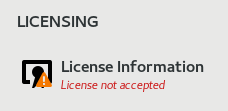 LICENSING
License Information
License not accepted